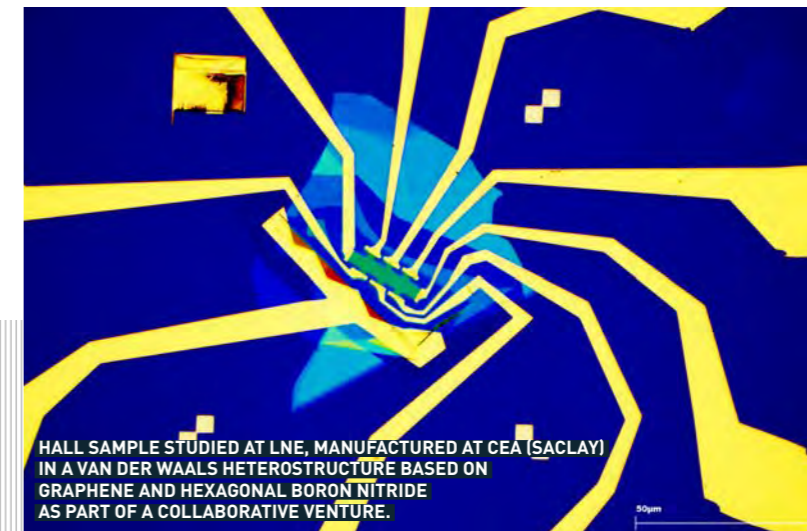 HALL SAMPLE STUDIED AT LNE, MANUFACTURED AT CEA (SACLAY)
IN A VAN DER WAALS HETEROSTRUCTURE BASED ON
GRAPHENE AND HEXAGONAL BORON NITRIDE
AS PART OF A COLLABORATIVE VENTURE.
50µm